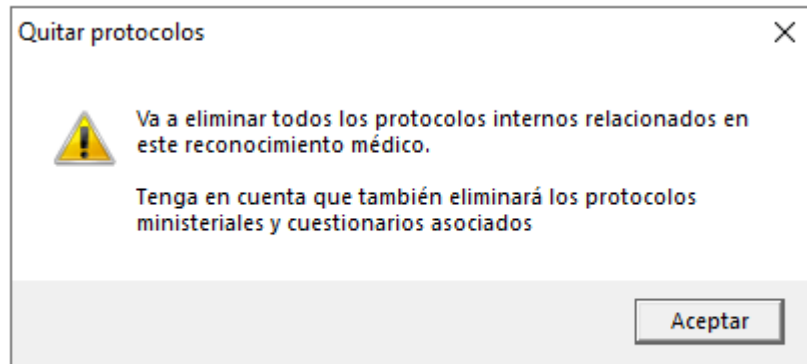 Quitar protocolos
Va a eliminar todos los protocolos internos relacionados en
este reconocimiento médico.
Tenga en cuenta que también eliminará los protocolos
ministeriales y cuestionarios asociados
Aceptar